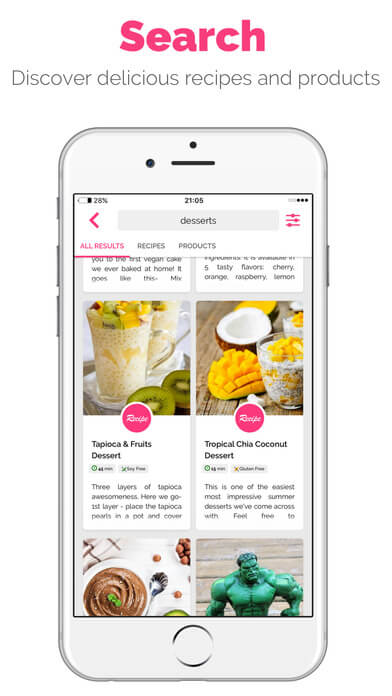 Search
Discover delicious recipes and products
28%
21:05
desserts
ALL RESULTS
RECIPES
PRODUCTS
you to the first vegan cake
we ever baked at home! It
goes like this- Mix
ingredients. It is available in
5 tasty flavors: cherry,
orange, raspberry, lemon
Recipe
Tapioca & Fruits
Dessert
45 min
Soy Free
Three layers of tapioca
awesomeness. Here we go-
1st layer - place the tapioca
pearls in a pot and cover
Recipe
Tropical Chia Coconut
Dessert
15 min
Gluten Free
This is one of the easiest
most impressive summer
desserts we've come across
with. Feel free to